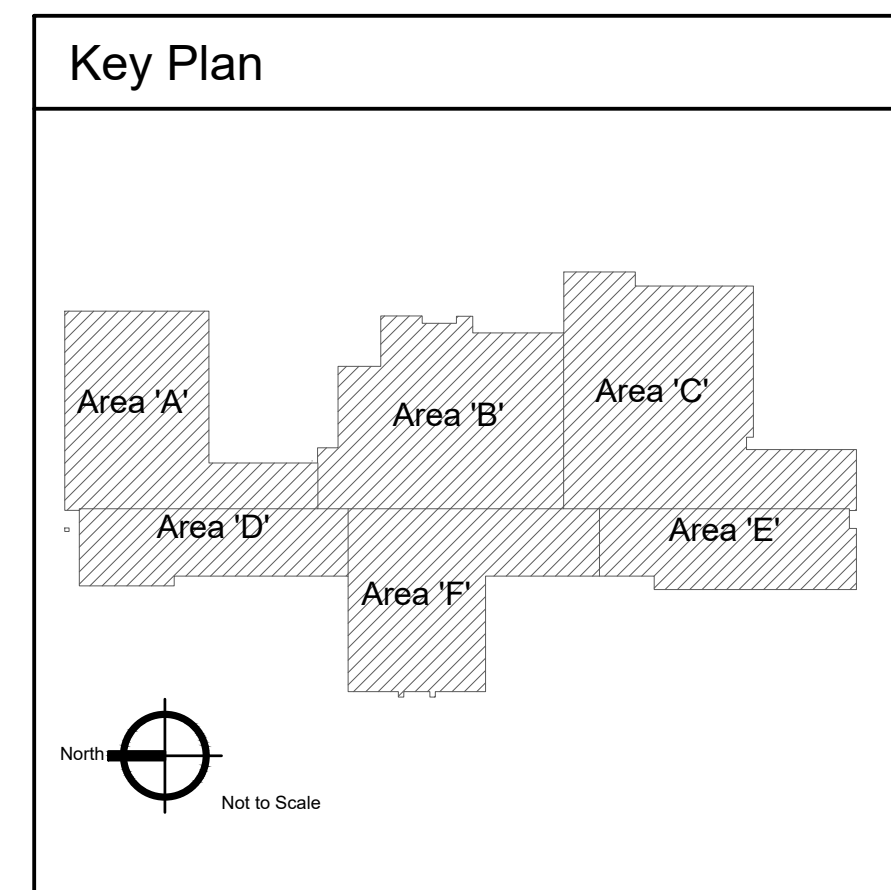 Key Plan
Area 'A'
Area 'B'
Area 'C'
Area 'D'
Area 'E'
Area 'F'
North
Not to Scale